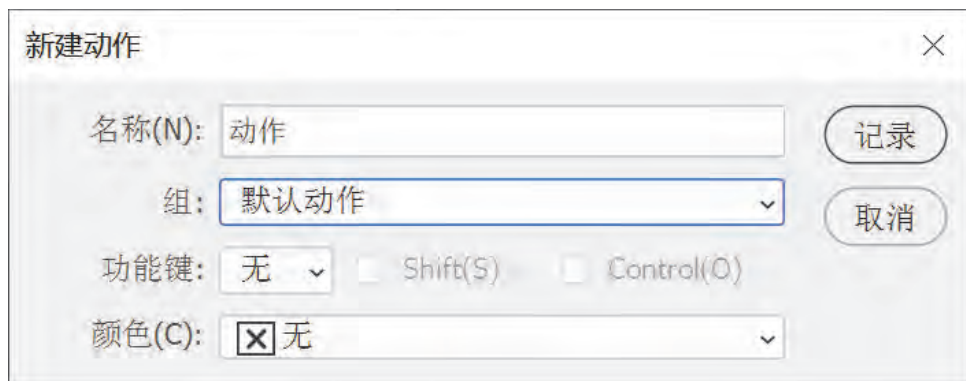 新建动作
名称(N): 动作
记录
组: 默认动作
取消
功能键: 无 Shift(S) Control(O)
颜色(C): 无